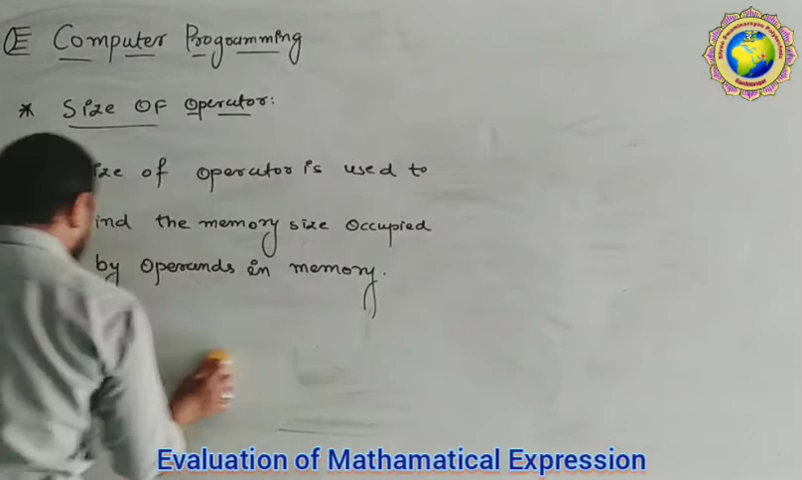 Computer Programming
* Size OF Operator:
ize of operator is used to
ind the memory size Occupied
by Operands in memory.
Evaluation of Mathamatical Expression